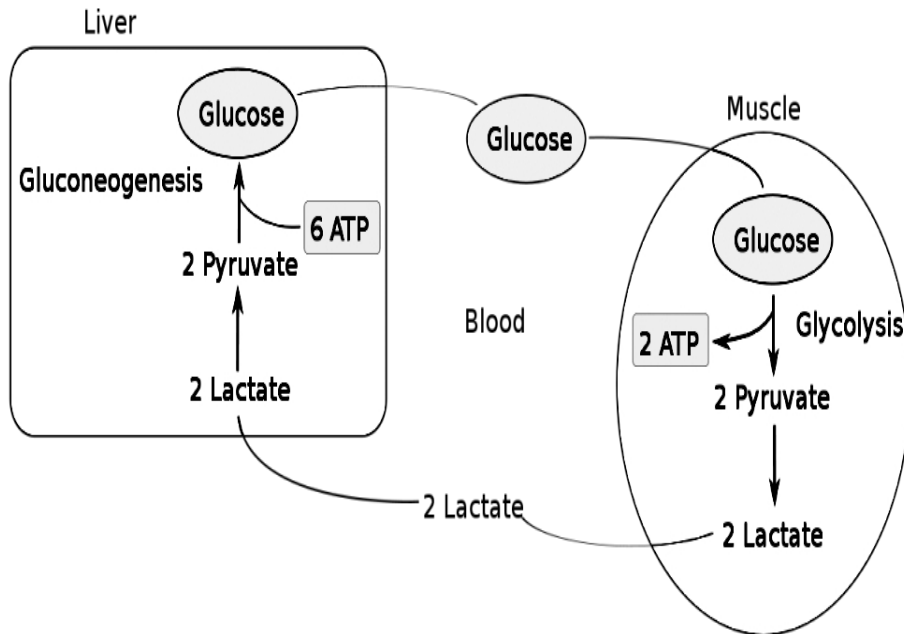 Liver
Glucose
Gluconeogenesis
6 ATP
2 Pyruvate
2 Lactate
Glucose
Blood
2 Lactate
Muscle
Glucose
Glycolysis
2 ATP
2 Pyruvate
2 Lactate